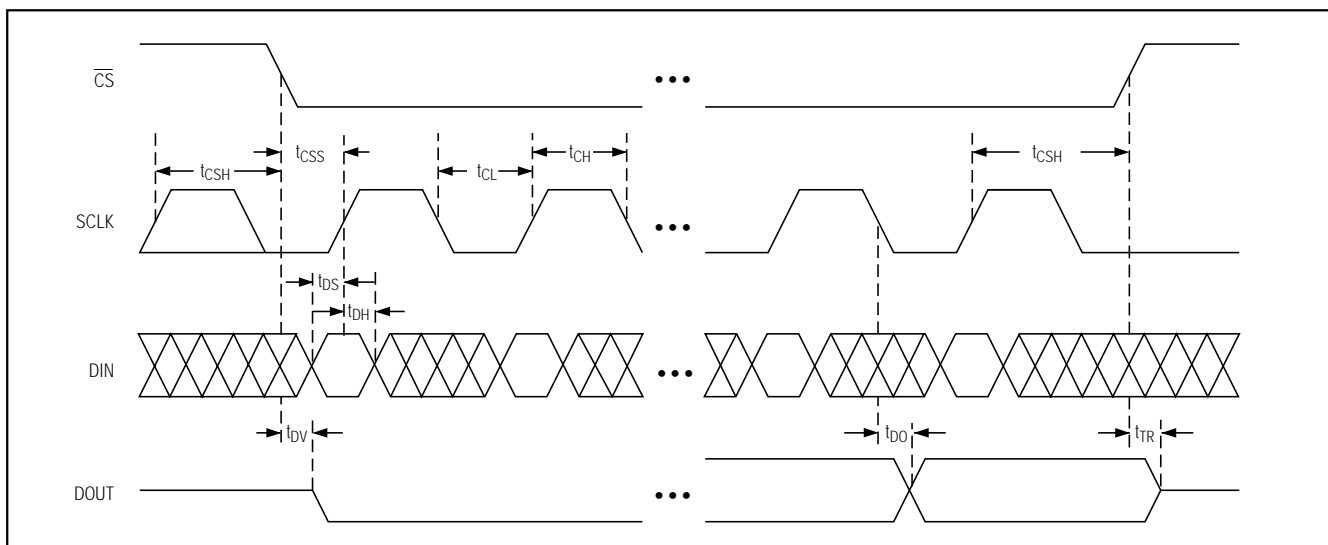 CS
tCSS
tCH
tCSH
tCL
tCSH
SCLK
tDS
tDH
DIN
tDV
tDO
tTR
DOUT